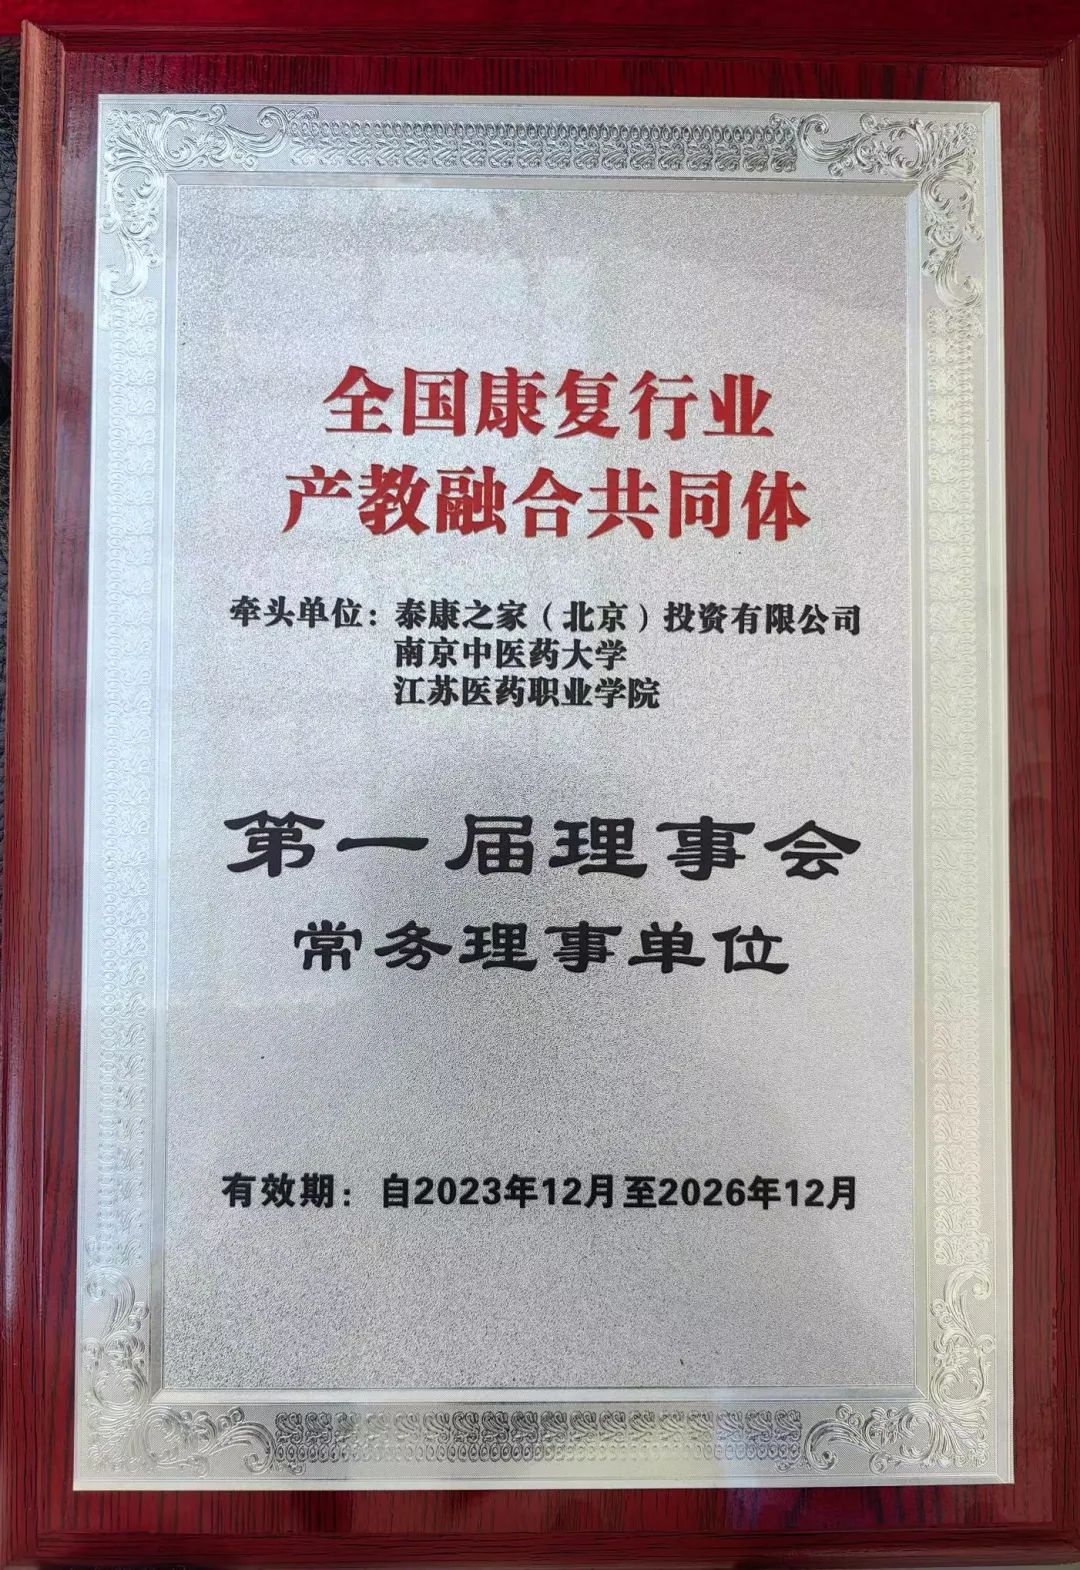 全国康复行业
产教融合共同体
牵头单位：泰康之家（北京）投资有限公司
南京中医药大学
江苏医药职业学院
第一届理事会
常务理事单位
有效期：自2023年12月至2026年12月